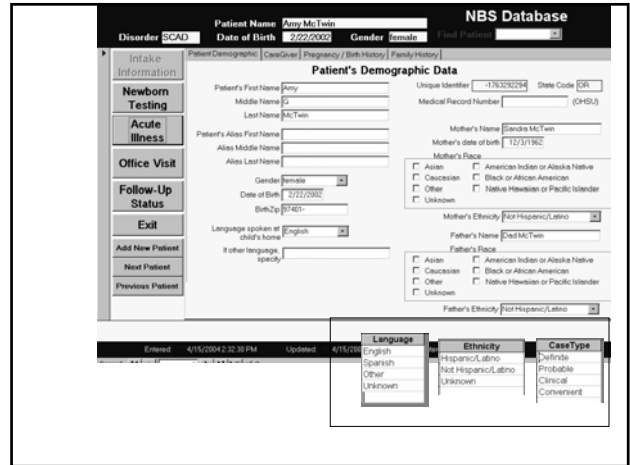 NBS Database
Patient Name Amy McTwin
Disorder SCAD Date of Birth 2/22/2002 Gender female Find Patient
Intake Information
Newborn Testing
Acute Illness
Office Visit
Follow-Up Status
Exit
Add New Patient
Next Patient
Previous Patient
Patient Demographic CareGiver Pregnancy / Birth History Family History
Patient's Demographic Data
Patient's First Name Amy
Middle Name G
Last Name McTwin
Patient's Alias First Name
Alias Middle Name
Alias Last Name
Gender female
Date of Birth 2/22/2002
BirthZip 97401-
Language spoken at child's home English
If other language, specify
Unique Identifier -1763292294 State Code OR
Medical Record Number (OHSU)
Mother's Name Sandra McTwin
Mother's date of birth 12/3/1962
Mother's Race
Asian American Indian or Alaska Native
Caucasian Black or African American
Other Native Hawaiian or Pacific Islander
Unknown
Mother's Ethnicity Not Hispanic/Latino
Father's Name Dad McTwin
Father's Race
Asian American Indian or Alaska Native
Caucasian Black or African American
Other Native Hawaiian or Pacific Islander
Unknown
Father's Ethnicity Not Hispanic/Latino
Entered: 4/15/2004 2:32:30 PM Updated:
Language
English
Spanish
Other
Unknown
Ethnicity
Hispanic/Latino
Not Hispanic/Latino
Unknown
CaseType
Definite
Probable
Clinical
Convenient